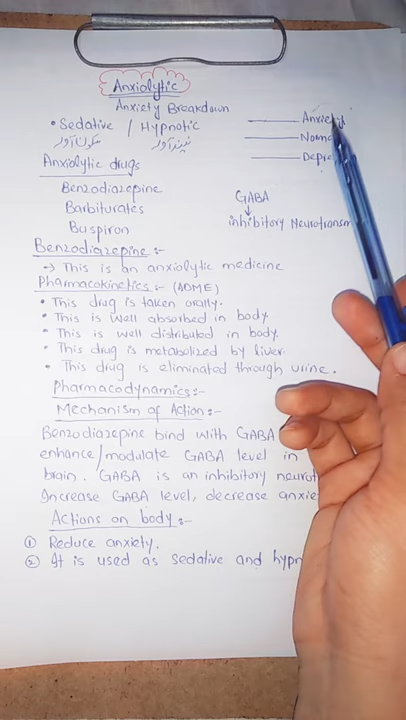 Anxiolytic
Anxiety Breakdown
• Sedative / Hypnotic
سکون آور نیند آور
Anxiety
Anxiolytic drugs
Benzodiazepine
Barbiturates
Buspiron
GABA
↓
inhibitory
Benzodiazepine :-
→ This is an anxiolytic medicine
Pharmacokinetics :- (ADME)
• This drug is taken orally.
• This is well absorbed in body.
• This is well distributed in body.
• This drug is metabolized by liver.
• This drug is eliminated through urine.
Pharmacodynamics :-
Mechanism of Action :-
Benzodiazepine bind with GABA
enhance/modulate GABA level in
brain. GABA is an inhibitory
Increase GABA level, decrease
Actions on body :-
① Reduce anxiety.
② It is used as sedative and